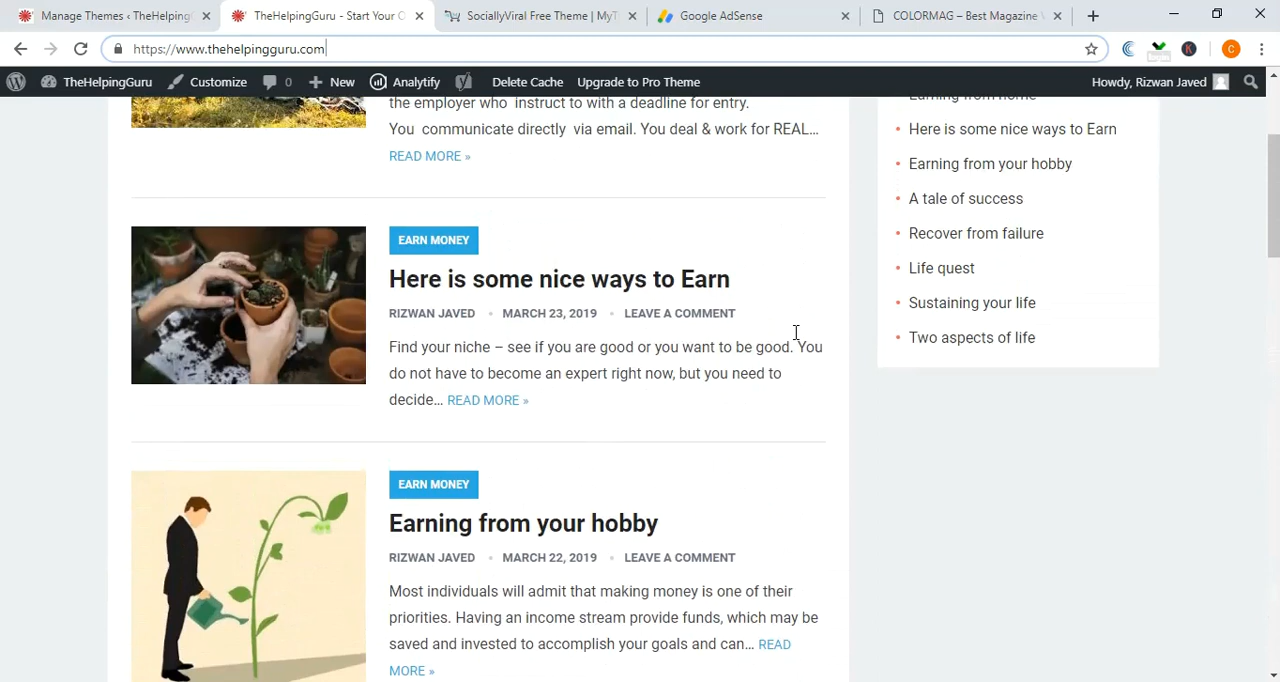 Manage Themes ‹ TheHelping
TheHelpingGuru - Start Your O
SociallyViral Free Theme | MyT
Google AdSense
COLORMAG – Best Magazine
https://www.thehelpingguru.com
C
TheHelpingGuru
Customize
0
New
Analytify
Delete Cache
Upgrade to Pro Theme
Howdy, Rizwan Javed
the employer who instruct to with a deadline for entry.
You communicate directly via email. You deal & work for REAL...
READ MORE »
EARN MONEY
Here is some nice ways to Earn
RIZWAN JAVED • MARCH 23, 2019 • LEAVE A COMMENT
Find your niche – see if you are good or you want to be good. You
do not have to become an expert right now, but you need to
decide... READ MORE »
EARN MONEY
Earning from your hobby
RIZWAN JAVED • MARCH 22, 2019 • LEAVE A COMMENT
Most individuals will admit that making money is one of their
priorities. Having an income stream provide funds, which may be
saved and invested to accomplish your goals and can... READ
MORE »
Earning from home
• Here is some nice ways to Earn
• Earning from your hobby
• A tale of success
• Recover from failure
• Life quest
• Sustaining your life
• Two aspects of life